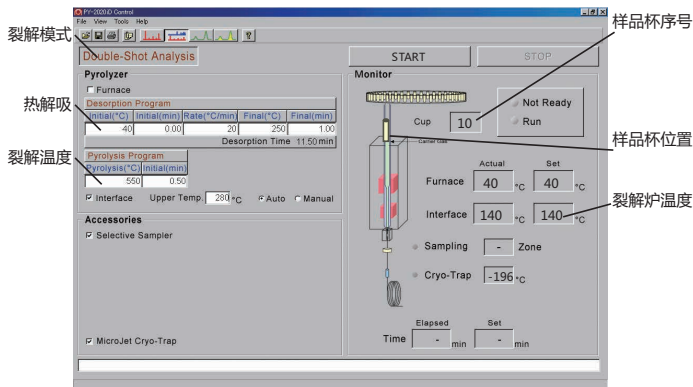 PY-2020iD Control
File View Tools Help
裂解模式
样品杯序号
Double-Shot Analysis
START
STOP
Pyrolyzer
Monitor
Furnace
热解吸
Desorption Program
Initial(°C) Initial(min) Rate(°C/min) Final(°C) Final(min)
40 0.00 20 250 1.00
Desorption Time 11.50 min
Cup 10
Not Ready
Run
Carrier Gas
样品杯位置
裂解温度
Pyrolysis Program
Pyrolysis(°C) Initial(min)
550 0.50
Interface Upper Temp. 280 °C Auto Manual
Actual Set
Furnace 40 °C 40 °C
裂解炉温度
Interface 140 °C 140 °C
Accessories
Selective Sampler
Sampling - Zone
Cryo-Trap -196 °C
Elapsed Set
Time - min - min
MicroJet Cryo-Trap